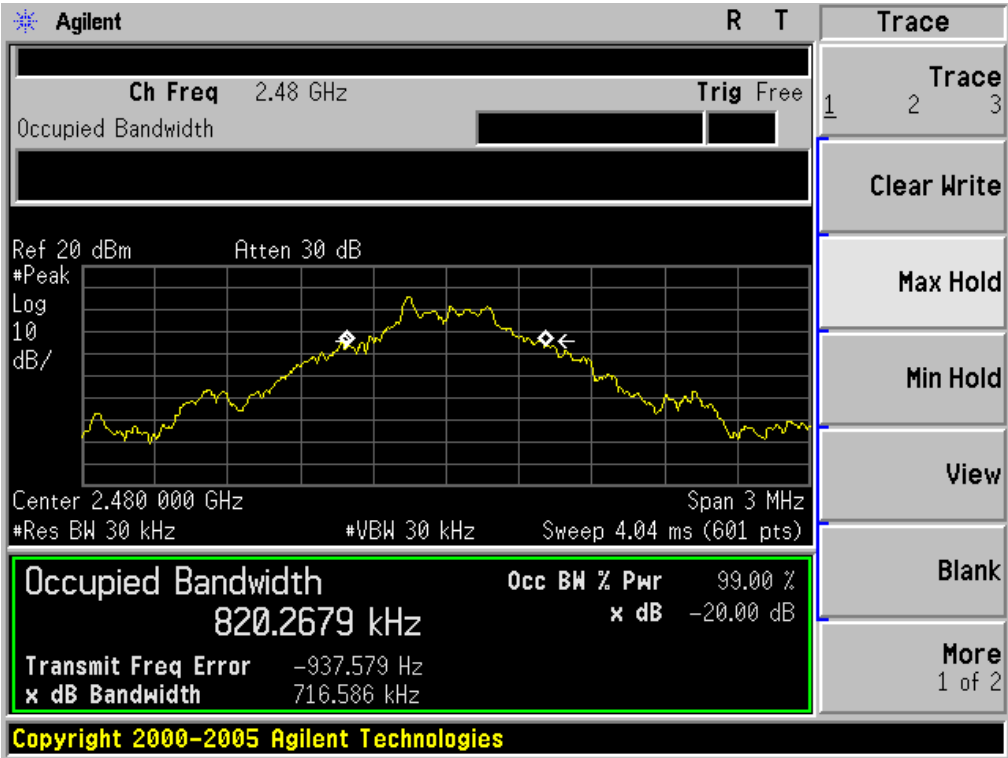 Agilent R T Trace
Ch Freq 2.48 GHz Trig Free
Occupied Bandwidth
Ref 20 dBm Atten 30 dB
#Peak
Log
10
dB/
Center 2.480 000 GHz Span 3 MHz
#Res BW 30 kHz #VBW 30 kHz Sweep 4.04 ms (601 pts)
Occupied Bandwidth Occ BW % Pwr 99.00 %
820.2679 kHz x dB -20.00 dB
Transmit Freq Error -937.579 Hz
x dB Bandwidth 716.586 kHz
Copyright 2000-2005 Agilent Technologies
Trace
1 2 3
Clear Write
Max Hold
Min Hold
View
Blank
More
1 of 2